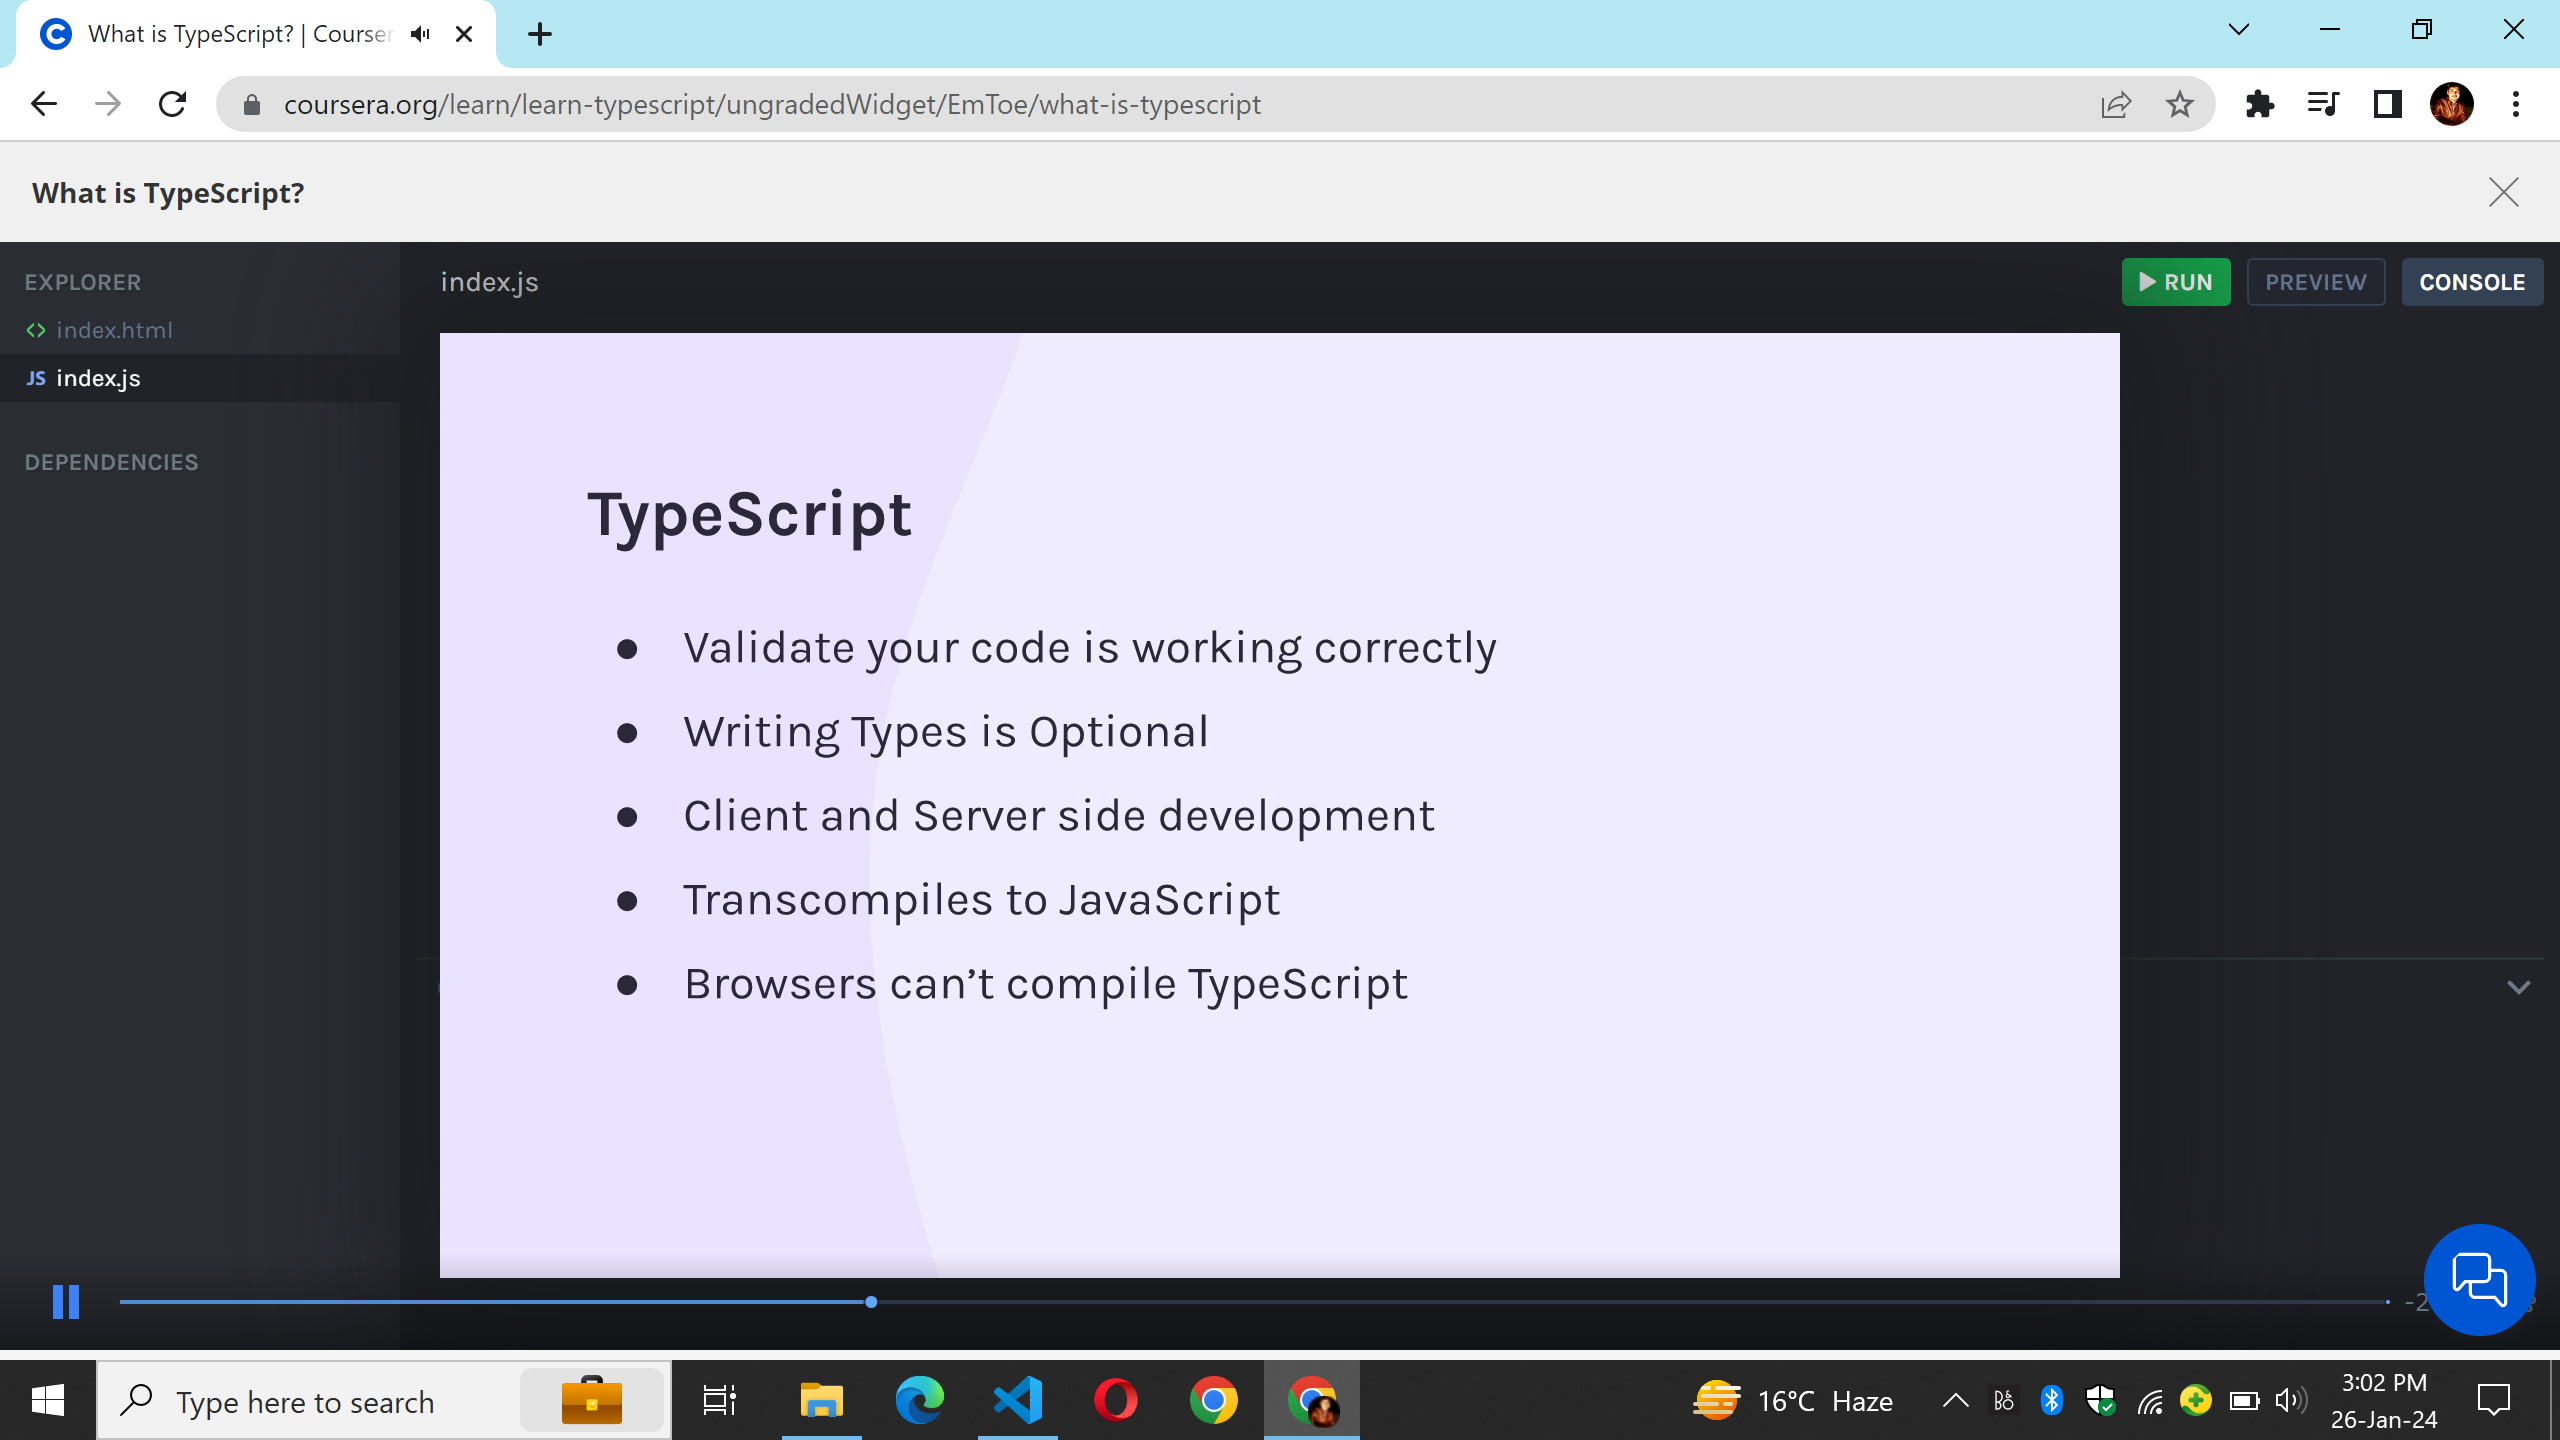 What is TypeScript? | Courser
coursera.org/learn/learn-typescript/ungradedWidget/EmToe/what-is-typescript
What is TypeScript?
EXPLORER
index.js
RUN
PREVIEW
CONSOLE
<> index.html
JS index.js
DEPENDENCIES
TypeScript
● Validate your code is working correctly
● Writing Types is Optional
● Client and Server side development
● Transcompiles to JavaScript
● Browsers can’t compile TypeScript
-2
Type here to search
16°C Haze
3:02 PM
26-Jan-24